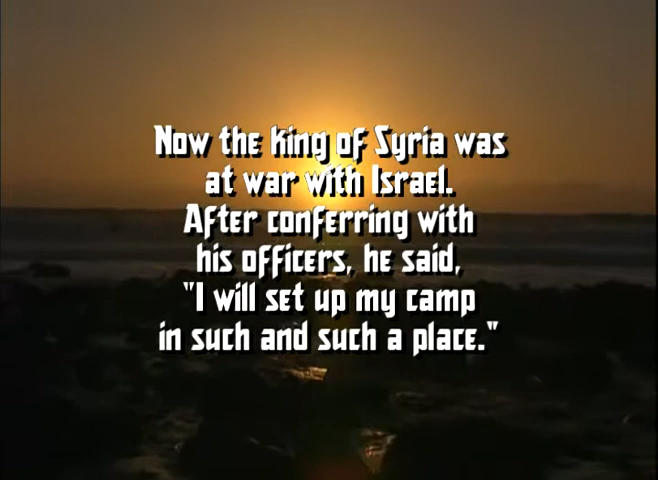 Now the king of Syria was
at war with Israel.
After conferring with
his officers, he said,
"I will set up my camp
in such and such a place."